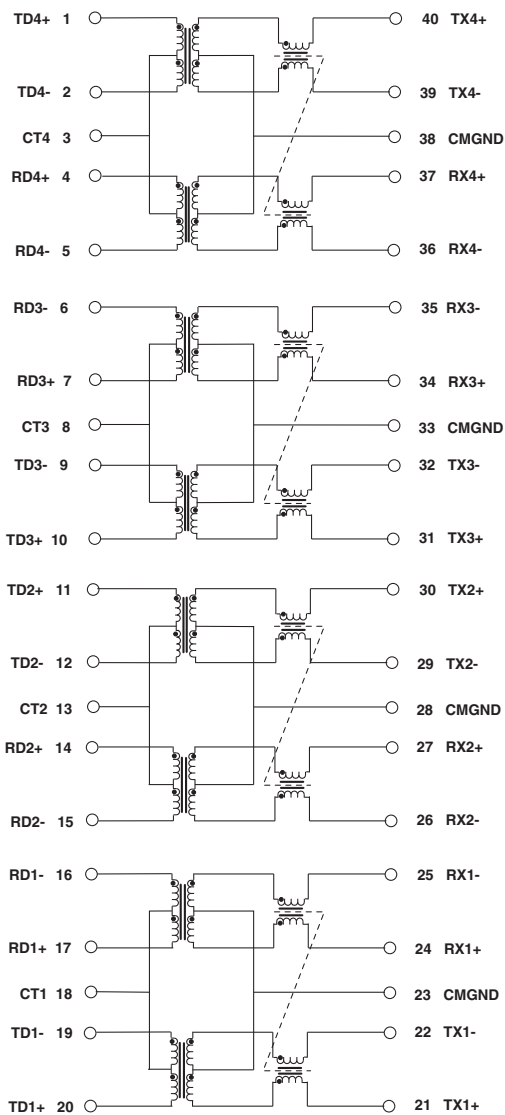 TD4+ 1 40 TX4+
TD4- 2 39 TX4-
CT4 3 38 CMGND
RD4+ 4 37 RX4+
RD4- 5 36 RX4-
RD3- 6 35 RX3-
RD3+ 7 34 RX3+
CT3 8 33 CMGND
TD3- 9 32 TX3-
TD3+ 10 31 TX3+
TD2+ 11 30 TX2+
TD2- 12 29 TX2-
CT2 13 28 CMGND
RD2+ 14 27 RX2+
RD2- 15 26 RX2-
RD1- 16 25 RX1-
RD1+ 17 24 RX1+
CT1 18 23 CMGND
TD1- 19 22 TX1-
TD1+ 20 21 TX1+